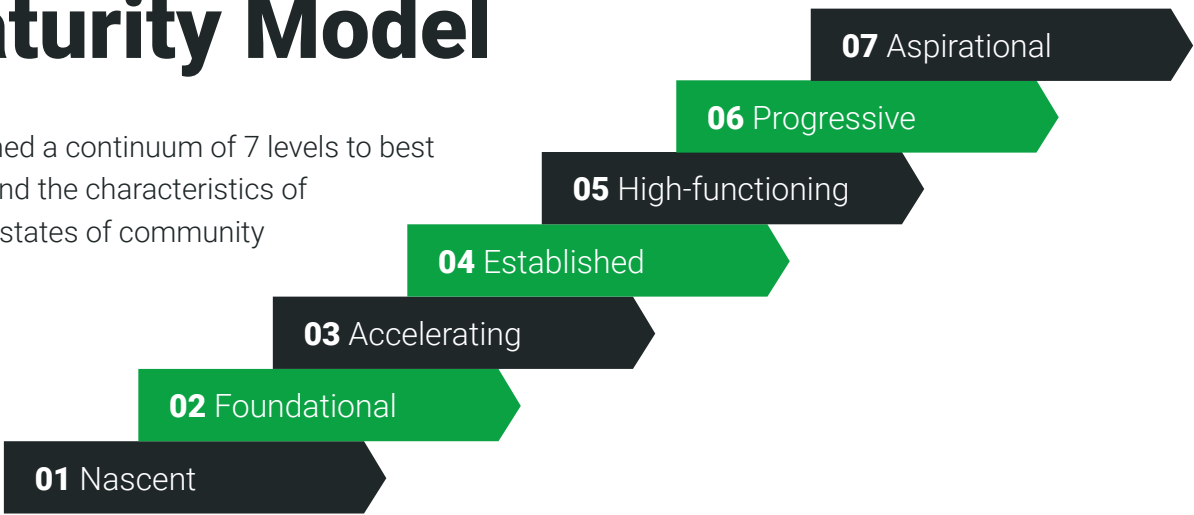 aturity Model
ned a continuum of 7 levels to best
nd the characteristics of
states of community
07 Aspirational
06 Progressive
05 High-functioning
04 Established
03 Accelerating
02 Foundational
01 Nascent